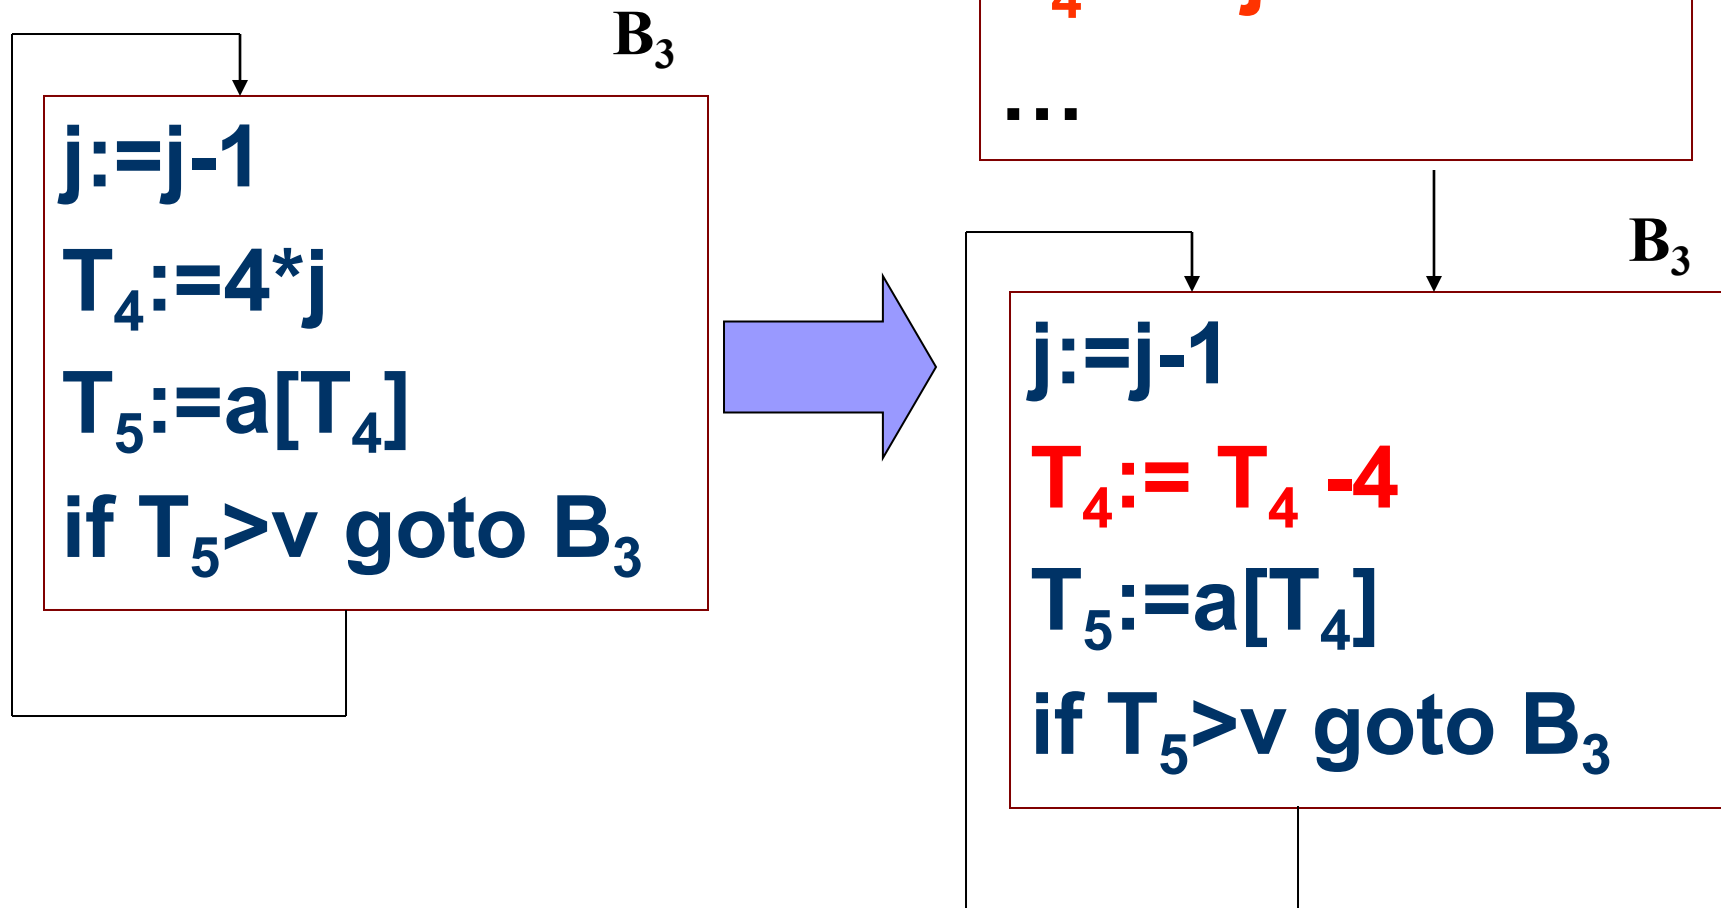 B₃
j:=j-1
T₄:=4*j
T₅:=a[T₄]
if T₅>v goto B₃
4
...
B₃
j:=j-1
T₄:= T₄ -4
T₅:=a[T₄]
if T₅>v goto B₃